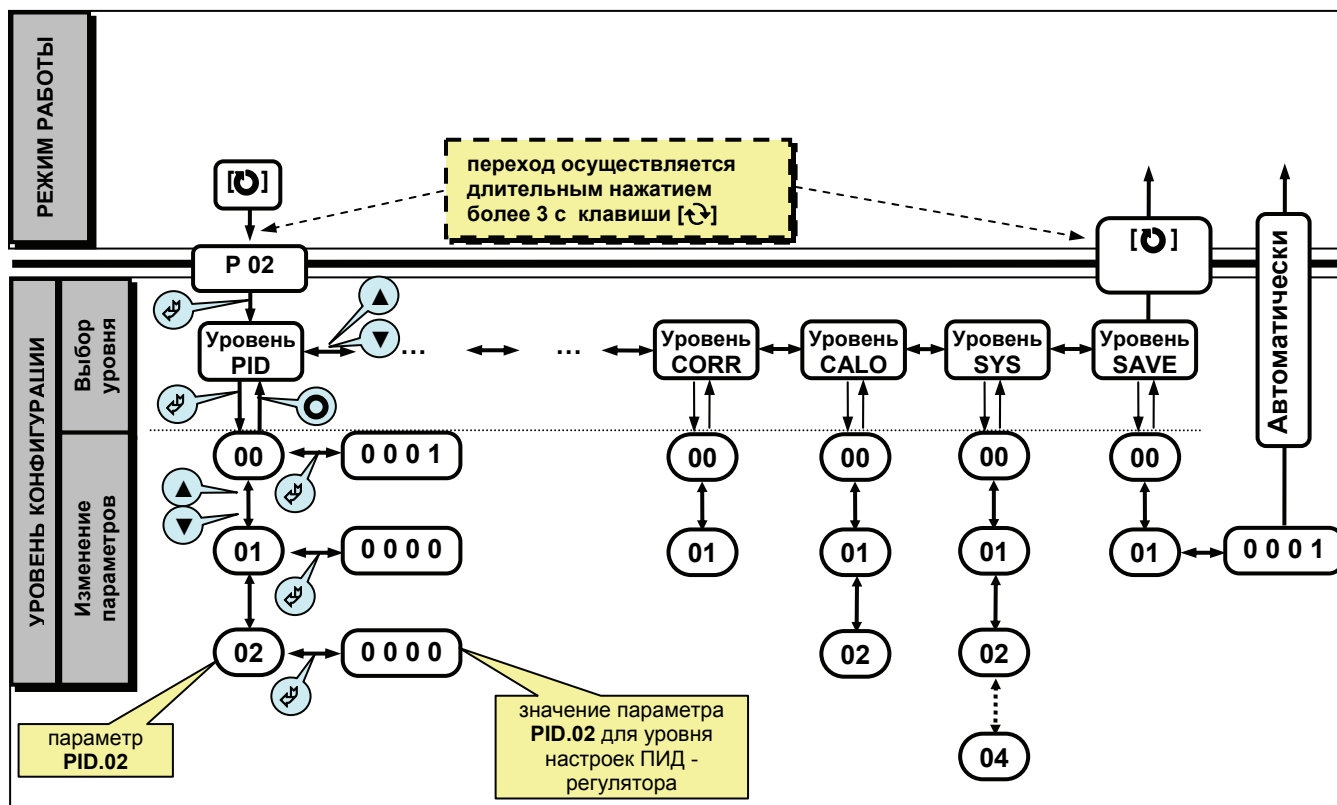 РЕЖИМ РАБОТЫ
[↻]
переход осуществляется
длительным нажатием
более 3 с клавиши [↻]
[↻]
Автоматически
P 02
УРОВЕНЬ КОНФИГУРАЦИИ
Выбор
уровня
Изменение
параметров
▲
▼
Уровень
PID
...
...
Уровень
CORR
Уровень
CALO
Уровень
SYS
Уровень
SAVE
00
0 0 0 1
00
00
00
00
▲
▼
01
0 0 0 0
01
01
01
01
0 0 0 1
02
0 0 0 0
02
02
04
параметр
PID.02
значение параметра
PID.02 для уровня
настроек ПИД -
регулятора